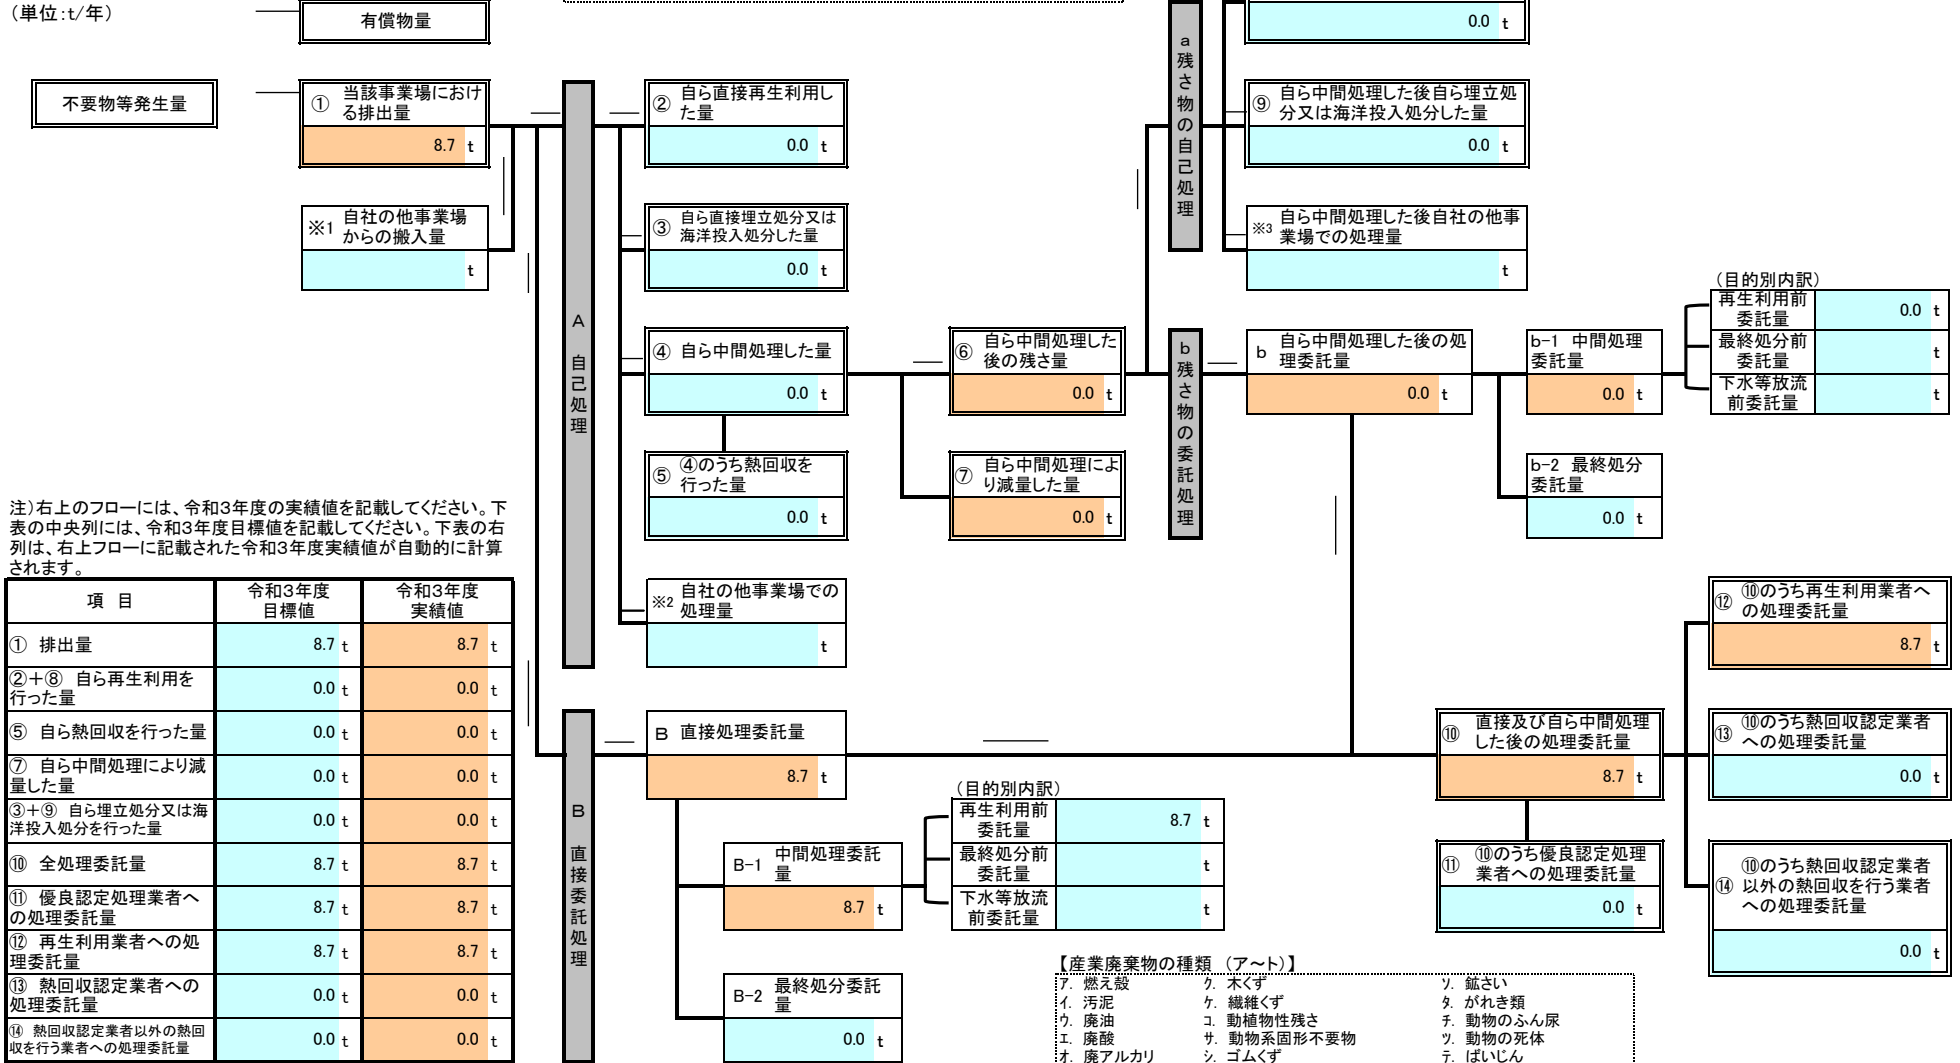 （単位：t/年）
有償物量
0.0 t
不要物等発生量
① 当該事業場におけ
る排出量
8.7 t
※1 自社の他事業場
からの搬入量
t
A 自己処理
② 自ら直接再生利用し
た量
0.0 t
③ 自ら直接埋立処分又は
海洋投入処分した量
0.0 t
④ 自ら中間処理した量
0.0 t
⑤ ④のうち熱回収を
行った量
0.0 t
※2 自社の他事業場での
処理量
t
⑥ 自ら中間処理した
後の残さ量
0.0 t
⑦ 自ら中間処理によ
り減量した量
0.0 t
a 残さ物の自己処理
⑨ 自ら中間処理した後自ら埋立処
分又は海洋投入処分した量
0.0 t
※3 自ら中間処理した後自社の他事
業場での処理量
t
b 残さ物の委託処理
b 自ら中間処理した後の処
理委託量
0.0 t
b-1 中間処理
委託量
0.0 t
b-2 最終処分
委託量
0.0 t
（目的別内訳）
再生利用前
委託量 0.0 t
最終処分前
委託量 t
下水等放流
前委託量 t
注）右上のフローには、令和3年度の実績値を記載してください。下
表の中央列には、令和3年度目標値を記載してください。下表の右
列は、右上フローに記載された令和3年度実績値が自動的に計算
されます。
項 目 令和3年度
目標値 令和3年度
実績値
① 排出量 8.7 t 8.7 t
②＋⑧ 自ら再生利用を
行った量 0.0 t 0.0 t
⑤ 自ら熱回収を行った量 0.0 t 0.0 t
⑦ 自ら中間処理により減
量した量 0.0 t 0.0 t
③＋⑨ 自ら埋立処分又は海
洋投入処分を行った量 0.0 t 0.0 t
⑩ 全処理委託量 8.7 t 8.7 t
⑪ 優良認定処理業者へ
の処理委託量 8.7 t 8.7 t
⑫ 再生利用業者への処
理委託量 8.7 t 8.7 t
⑬ 熱回収認定業者への
処理委託量 0.0 t 0.0 t
⑭ 熱回収認定業者以外の熱回
収を行う業者への処理委託量 0.0 t 0.0 t
B 直接委託処理
B 直接処理委託量
8.7 t
B-1 中間処理委託
量
8.7 t
B-2 最終処分委託
量
0.0 t
（目的別内訳）
再生利用前
委託量 8.7 t
最終処分前
委託量 t
下水等放流
前委託量 t
⑩ 直接及び自ら中間処理
した後の処理委託量
8.7 t
⑪ ⑩のうち優良認定処理
業者への処理委託量
0.0 t
⑫ ⑩のうち再生利用業者へ
の処理委託量
8.7 t
⑬ ⑩のうち熱回収認定業者
への処理委託量
0.0 t
⑭ ⑩のうち熱回収認定業者
以外の熱回収を行う業者
への処理委託量
0.0 t
【産業廃棄物の種類 （ア～ト）】
ア. 燃え殻 ク. 木くず ソ. 鉱さい
イ. 汚泥 ケ. 繊維くず タ. がれき類
ウ. 廃油 コ. 動植物性残さ チ. 動物のふん尿
エ. 廃酸 サ. 動物系固形不要物 ツ. 動物の死体
オ. 廃アルカリ シ. ゴムくず テ. ばいじん